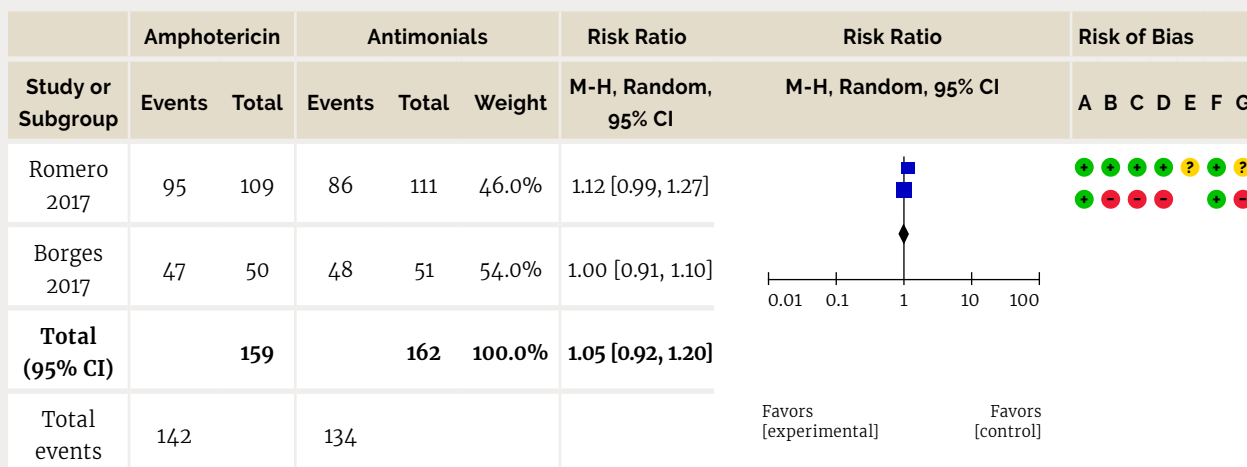 Amphotericin Antimonials Risk Ratio Risk Ratio Risk of Bias
Study or
Subgroup
Events Total Events Total Weight
M-H, Random,
95% CI
M-H, Random, 95% CI
A B C D E F G
Romero
2017
95 109 86 111 46.0% 1.12 [0.99, 1.27]
+ + + + ? + ?
+ - - - + -
Borges
2017
47 50 48 51 54.0% 1.00 [0.91, 1.10]
0.01 0.1 1 10 100
Total
(95% CI)
159 162 100.0% 1.05 [0.92, 1.20]
Total
events
142 134
Favors
[experimental]
Favors
[control]